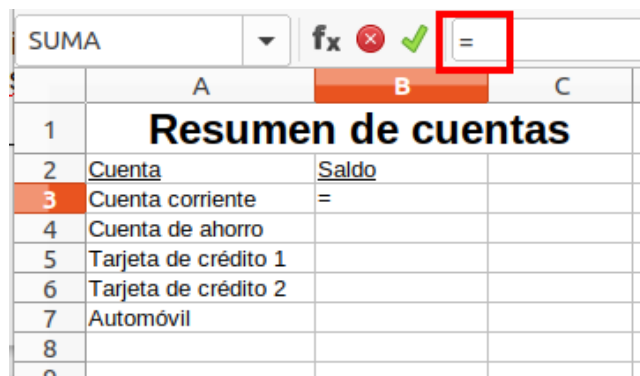 SUMA fx =
A B C
1 Resumen de cuentas
2 Cuenta Saldo
3 Cuenta corriente =
4 Cuenta de ahorro
5 Tarjeta de crédito 1
6 Tarjeta de crédito 2
7 Automóvil
8